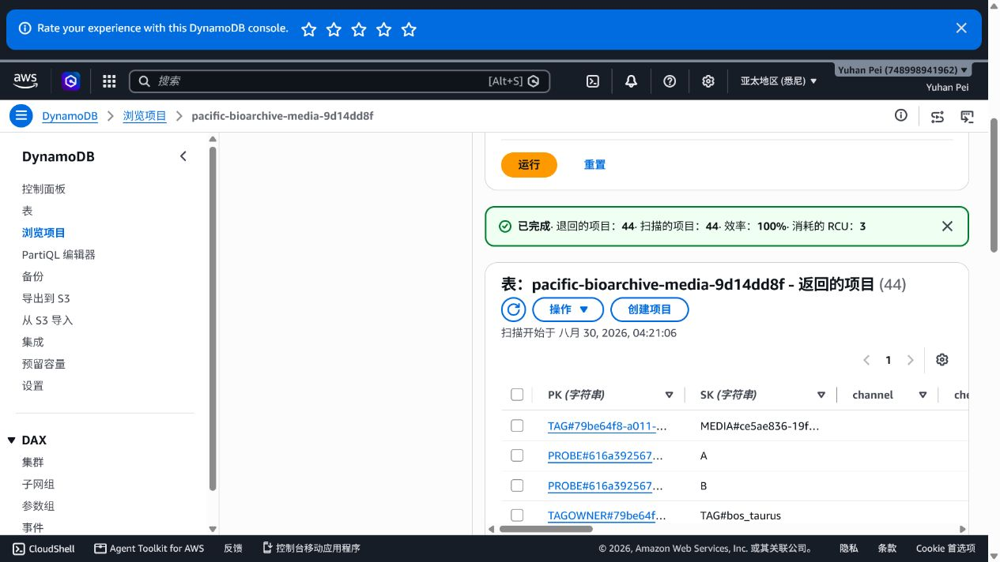 Rate your experience with this DynamoDB console.
aws
搜索 [Alt+S]
亚太地区 (悉尼)
Yuhan Pei (748998941962)
Yuhan Pei
DynamoDB
浏览项目
pacific-bioarchive-media-9d14dd8f
DynamoDB
控制面板
表
浏览项目
PartiQL 编辑器
备份
导出到 S3
从 S3 导入
集成
预留容量
设置
DAX
集群
子网组
参数组
事件
运行 重置
已完成· 退回的项目：44· 扫描的项目：44· 效率：100%· 消耗的 RCU：3
表：pacific-bioarchive-media-9d14dd8f - 返回的项目 (44)
操作 创建项目
扫描开始于 八月 30, 2026, 04:21:06
1
PK (字符串) SK (字符串) channel che
TAG#79be64f8-a011-... MEDIA#ce5ae836-19f...
PROBE#616a392567... A
PROBE#616a392567... B
TAGOWNER#79be64f... TAG#bos_taurus
CloudShell Agent Toolkit for AWS 反馈 控制台移动应用程序 © 2026, Amazon Web Services, Inc. 或其关联公司。 隐私 条款 Cookie 首选项